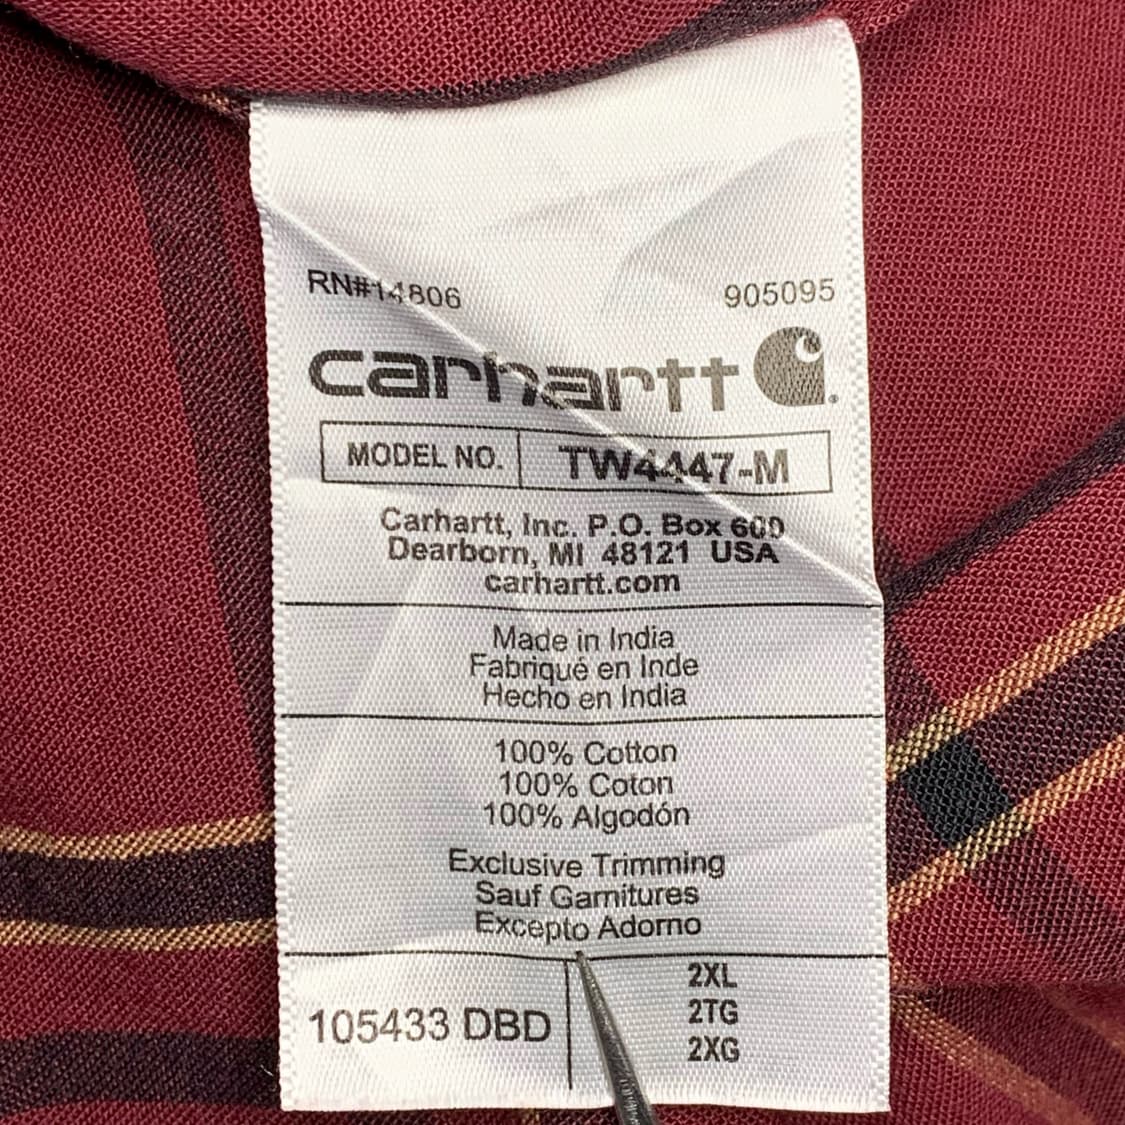 RN#14806 905095
carhartt
MODEL NO. TW4447-M
Carhartt, Inc. P.O. Box 600
Dearborn, MI 48121 USA
carhartt.com
Made in India
Fabriqué en Inde
Hecho en India
100% Cotton
100% Coton
100% Algodón
Exclusive Trimming
Sauf Garnitures
Excepto Adorno
105433 DBD
2XL
2TG
2XG